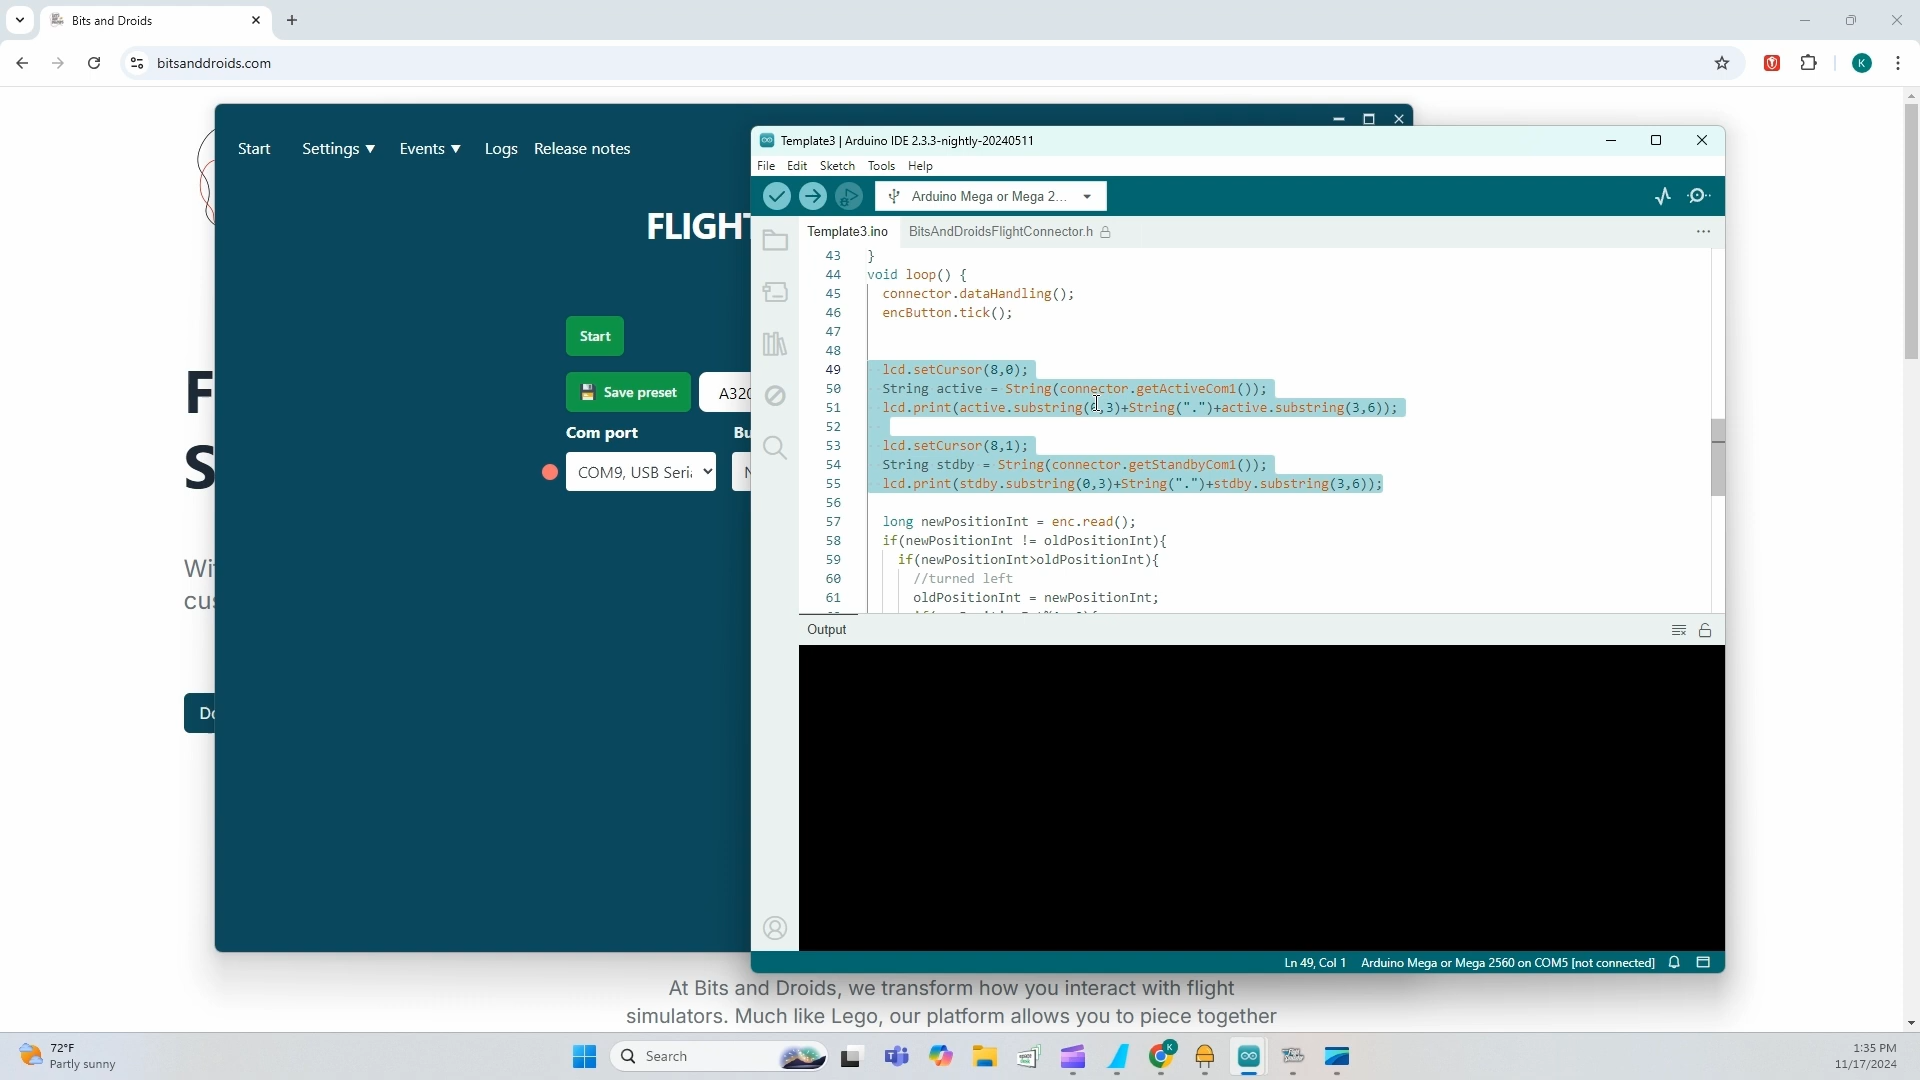 Bits and Droids
bitsanddroids.com
K
Start
Settings ▼
Events ▼
Logs
Release notes
FLIGHT
Start
Save preset
A320
Com port
Bu
COM9, USB Seri
N
F
S
Wi
cus
Do
Template3 | Arduino IDE 2.3.3-nightly-20240511
File Edit Sketch Tools Help
Arduino Mega or Mega 2...
Template3.ino
BitsAndDroidsFlightConnector.h
43 }
44 void loop() {
45 connector.dataHandling();
46 encButton.tick();
47
48
49 lcd.setCursor(8,0);
50 String active = String(connector.getActiveCom1());
51 lcd.print(active.substring(0,3)+String(".")+active.substring(3,6));
52
53 lcd.setCursor(8,1);
54 String stdby = String(connector.getStandbyCom1());
55 lcd.print(stdby.substring(0,3)+String(".")+stdby.substring(3,6));
56
57 long newPositionInt = enc.read();
58 if(newPositionInt != oldPositionInt){
59 if(newPositionInt>oldPositionInt){
60 //turned left
61 oldPositionInt = newPositionInt;
Output
Ln 49, Col 1 Arduino Mega or Mega 2560 on COM5 [not connected]
At Bits and Droids, we transform how you interact with flight
simulators. Much like Lego, our platform allows you to piece together
72°F
Partly sunny
Search
1:35 PM
11/17/2024